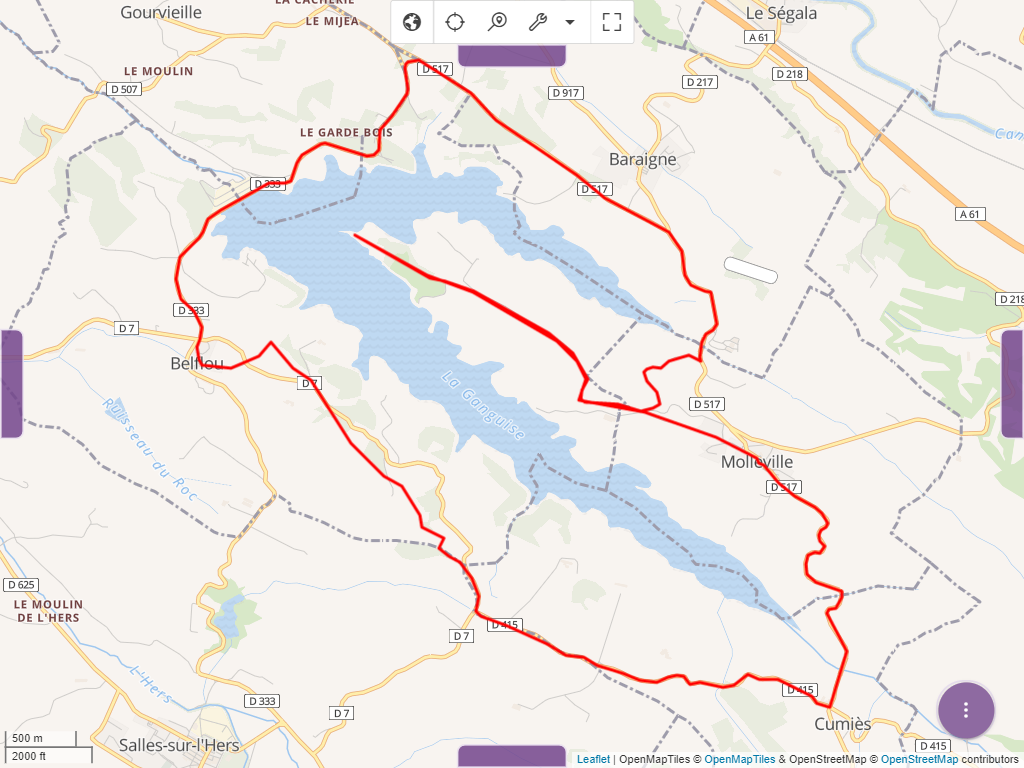 Gourvieille
LA CACHERIE
LE MIJEA
Le Ségala
A 61
LE MOULIN
D 517
D 507
D 917
D 217
D 218
LE GARDE BOIS
Baraigne
Can
D 333
D 517
A 61
D 218
D 333
D 7
Belflou
D 7
La Ganguise
D 517
Ruisseau du Roc
Molleville
D 517
D 625
LE MOULIN
DE L'HERS
D 415
D 7
L'Hers
D 333
D 7
D 415
Cumiès
Salles-sur-l'Hers
D 415
500 m
2000 ft
Leaflet | OpenMapTiles © OpenMapTiles & OpenStreetMap © OpenStreetMap contributors